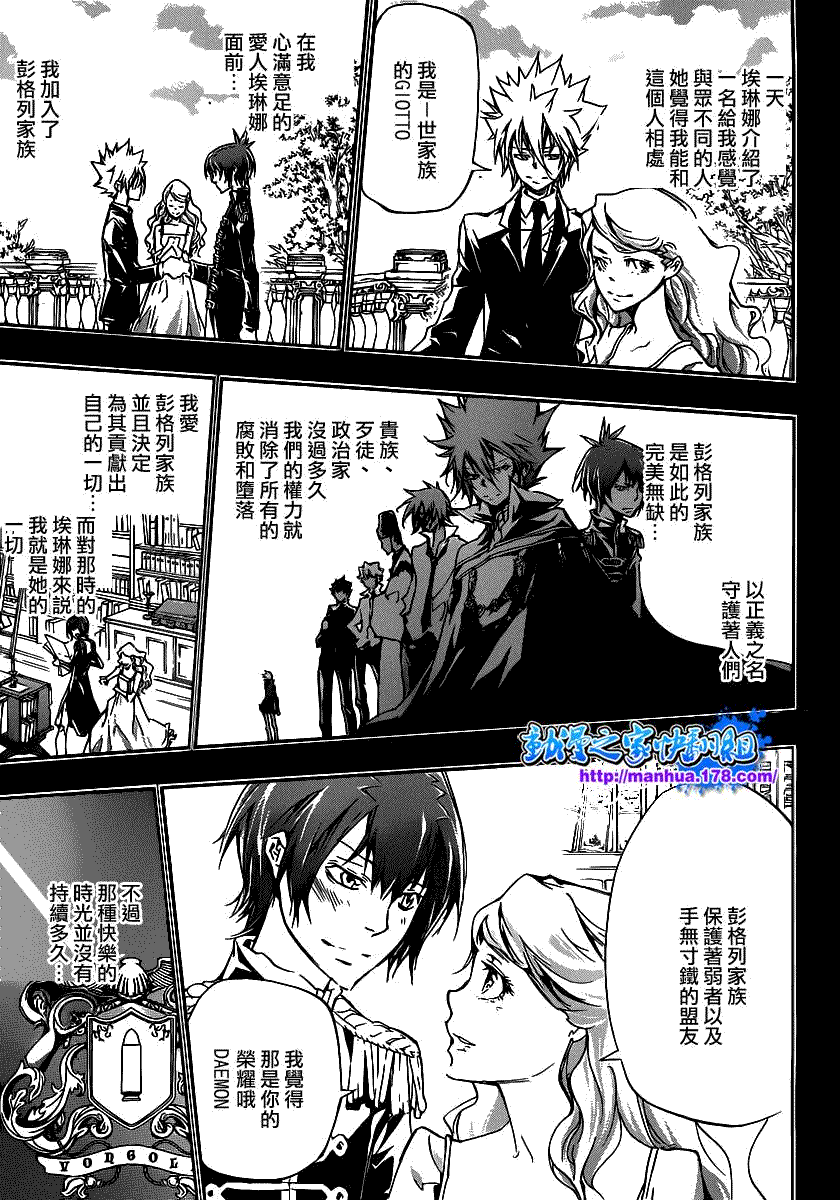 一天
埃琳娜介紹了
一名給我感覺
與眾不同的人
她覺得我能和
這個人相處
我是一世家族
的GIOTTO
在我
心滿意足的
愛人埃琳娜
面前…
我加入了
彭格列家族
彭格列家族
是如此的
完美無缺…
以正義之名
守護著人們
貴族、
歹徒、
政治家
沒過多久
我們的權力就
消除了所有的
腐敗和墮落
我愛
彭格列家族
並且決定
為其貢獻出
自己的一切…
而對那時的
埃琳娜來說
我就是她的
一切
動漫之家快翻組
http://manhua.178.com/
彭格列家族
保護著弱者以及
手無寸鐵的盟友
我覺得
那是你的
榮耀哦
DAEMON
不過
那種快樂的
時光並沒有
持續多久…
VONGOL